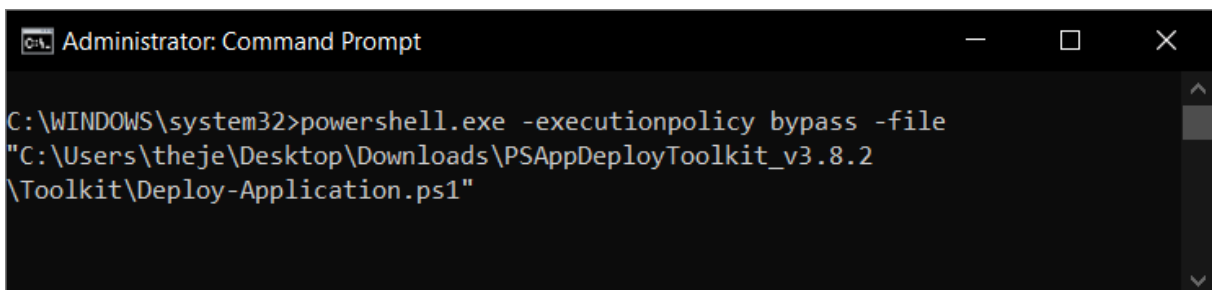 Administrator: Command Prompt
C:\WINDOWS\system32>powershell.exe -executionpolicy bypass -file
"C:\Users\theje\Desktop\Downloads\PSAppDeployToolkit_v3.8.2
\Toolkit\Deploy-Application.ps1"